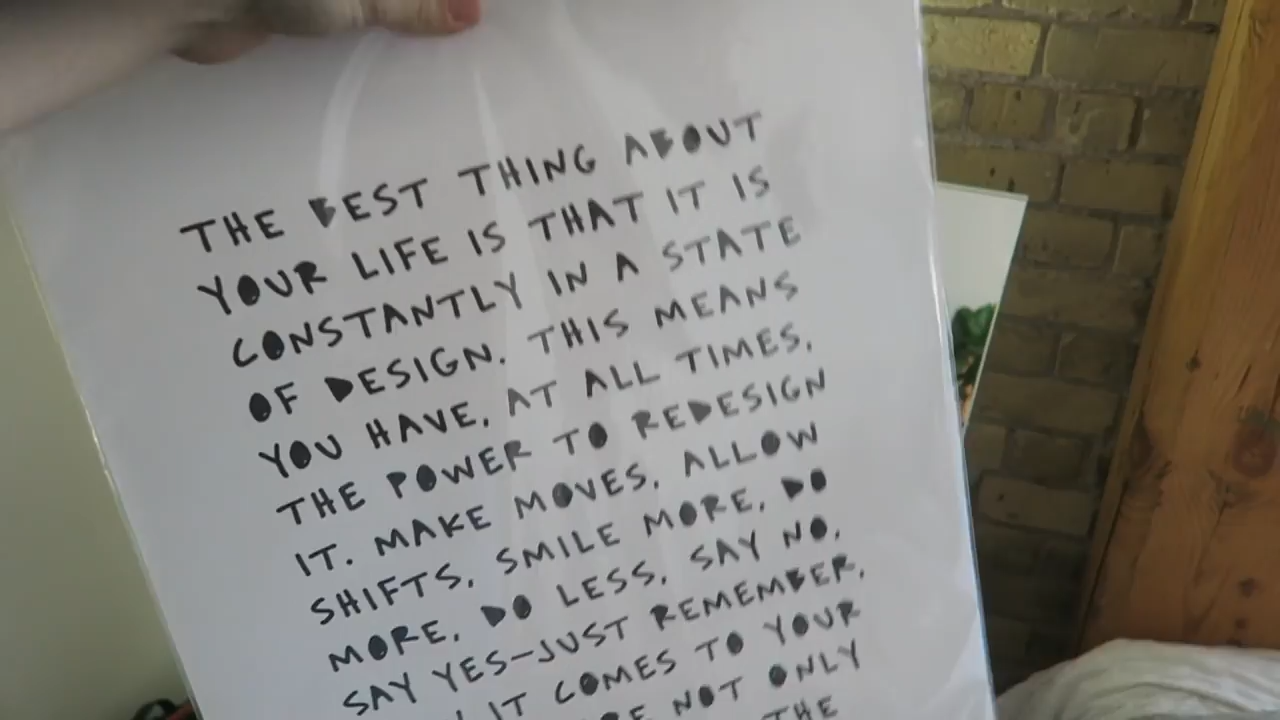 THE BEST THING ABOUT
YOUR LIFE IS THAT IT IS
CONSTANTLY IN A STATE
OF DESIGN. THIS MEANS
YOU HAVE, AT ALL TIMES,
THE POWER TO REDESIGN
IT. MAKE MOVES, ALLOW
SHIFTS, SMILE MORE, DO
MORE, DO LESS, SAY NO,
SAY YES–JUST REMEMBER,
IT COMES TO YOUR
NOT ONLY
THE